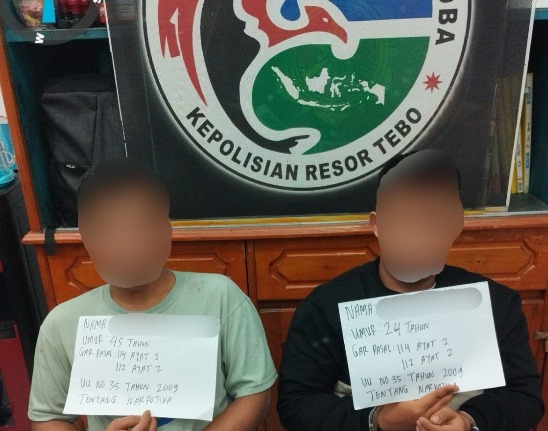 OBA
KEPOLISIAN RESOR TEBO
NAMA
UMUR 45 TAHUN
GAR PASAL : 114 AYAT 2
112 AYAT 2
UU NO. 35 TAHUN 2009
TENTANG NARKOTIKA
NAMA
UMUR : 24 TAHUN
GAR PASAL : 114 AYAT 2
112 AYAT 2
UU NO. 35 TAHUN 2009
TENTANG NARKOTIKA